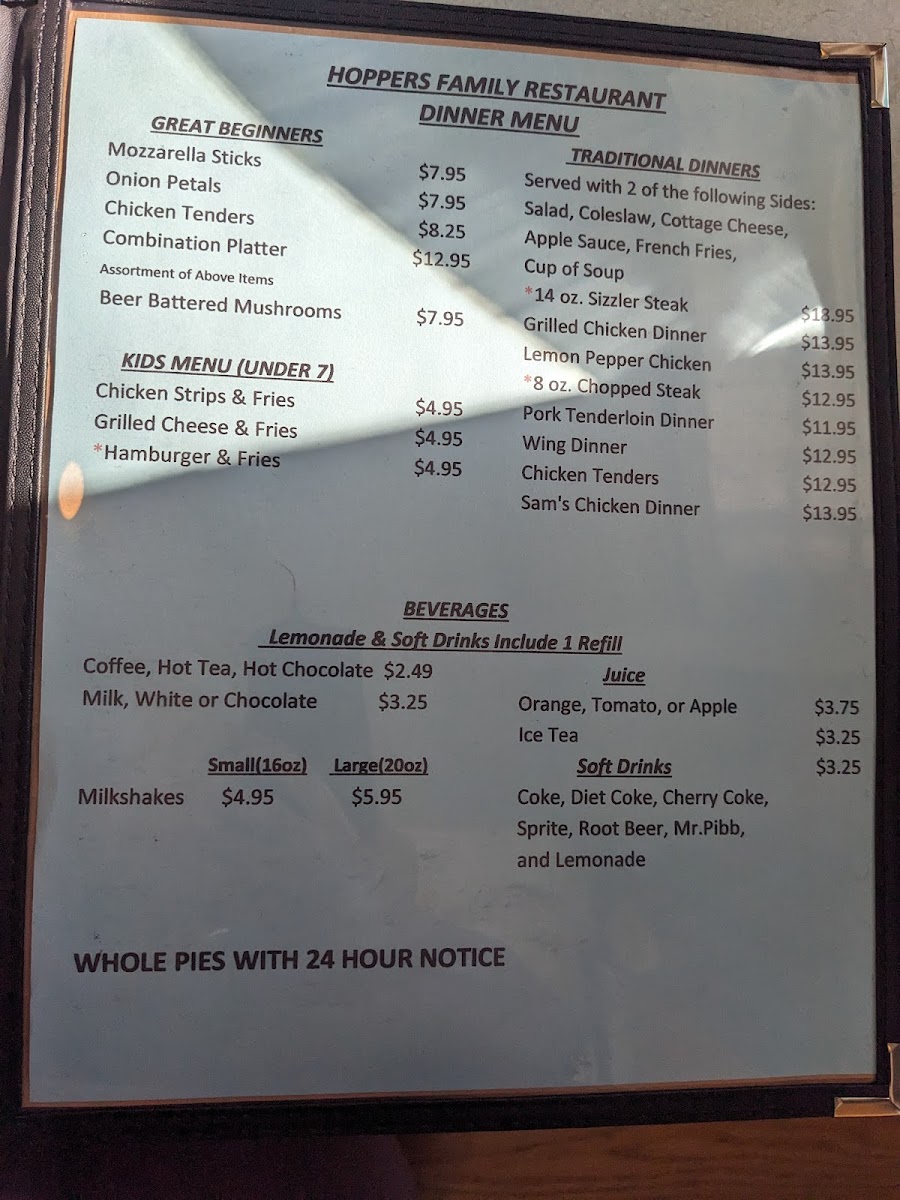 HOPPERS FAMILY RESTAURANT
DINNER MENU
GREAT BEGINNERS
Mozzarella Sticks $7.95
Onion Petals $7.95
Chicken Tenders $8.25
Combination Platter $12.95
Assortment of Above Items
Beer Battered Mushrooms $7.95
KIDS MENU (UNDER 7)
Chicken Strips & Fries $4.95
Grilled Cheese & Fries $4.95
*Hamburger & Fries $4.95
TRADITIONAL DINNERS
Served with 2 of the following Sides:
Salad, Coleslaw, Cottage Cheese,
Apple Sauce, French Fries,
Cup of Soup
*14 oz. Sizzler Steak $18.95
Grilled Chicken Dinner $13.95
Lemon Pepper Chicken $13.95
*8 oz. Chopped Steak $12.95
Pork Tenderloin Dinner $11.95
Wing Dinner $12.95
Chicken Tenders $12.95
Sam's Chicken Dinner $13.95
BEVERAGES
Lemonade & Soft Drinks Include 1 Refill
Coffee, Hot Tea, Hot Chocolate $2.49
Milk, White or Chocolate $3.25
Small(16oz) Large(20oz)
Milkshakes $4.95 $5.95
Juice
Orange, Tomato, or Apple $3.75
Ice Tea $3.25
Soft Drinks $3.25
Coke, Diet Coke, Cherry Coke,
Sprite, Root Beer, Mr.Pibb,
and Lemonade
WHOLE PIES WITH 24 HOUR NOTICE